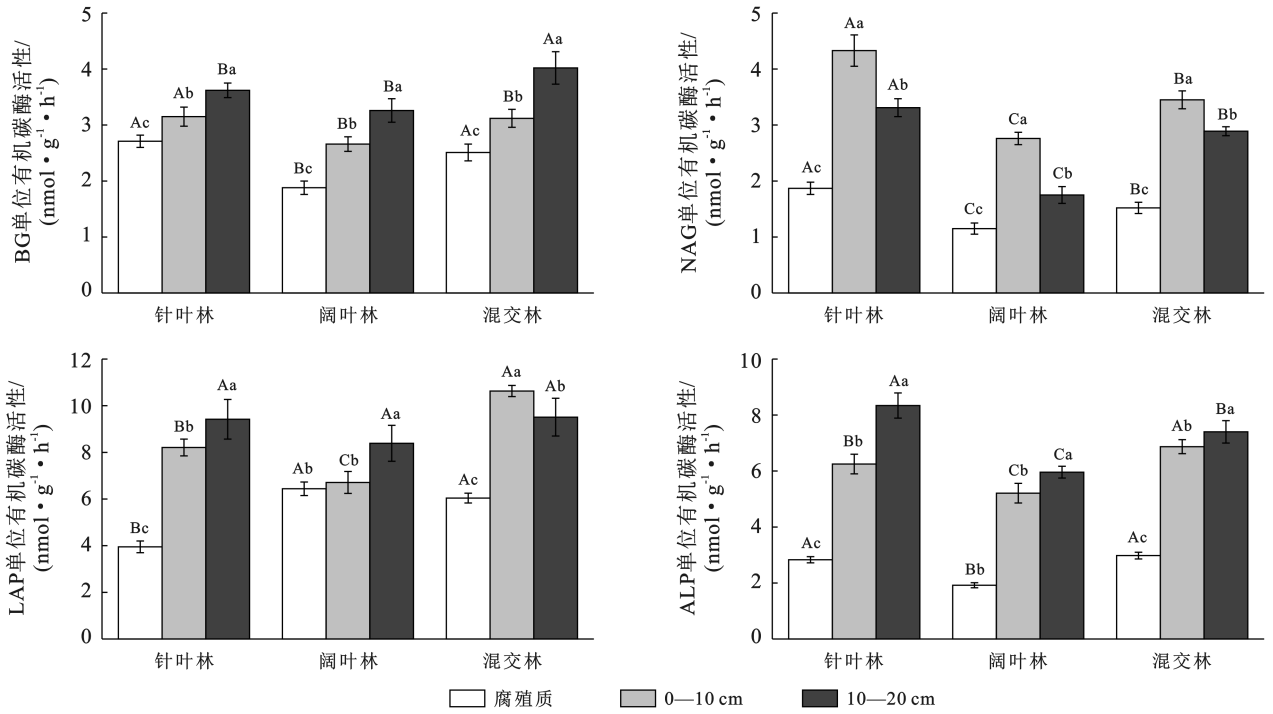 BG单位有机碳酶活性/
(nmol•g⁻¹•h⁻¹)
5
4
3
2
1
0
Ac
Ab
Ba
Bc
Bb
Ba
Ac
Bb
Aa
针叶林
阔叶林
混交林
NAG单位有机碳酶活性/
(nmol•g⁻¹•h⁻¹)
5
4
3
2
1
0
Ac
Aa
Ab
Cc
Ca
Cb
Bc
Ba
Bb
针叶林
阔叶林
混交林
LAP单位有机碳酶活性/
(nmol•g⁻¹•h⁻¹)
12
10
8
6
4
2
0
Bc
Bb
Aa
Ab
Cb
Aa
Ac
Aa
Ab
针叶林
阔叶林
混交林
ALP单位有机碳酶活性/
(nmol•g⁻¹•h⁻¹)
10
8
6
4
2
0
Ac
Bb
Aa
Bb
Cb
Ca
Ac
Ab
Ba
针叶林
阔叶林
混交林
腐殖质
0—10 cm
10—20 cm